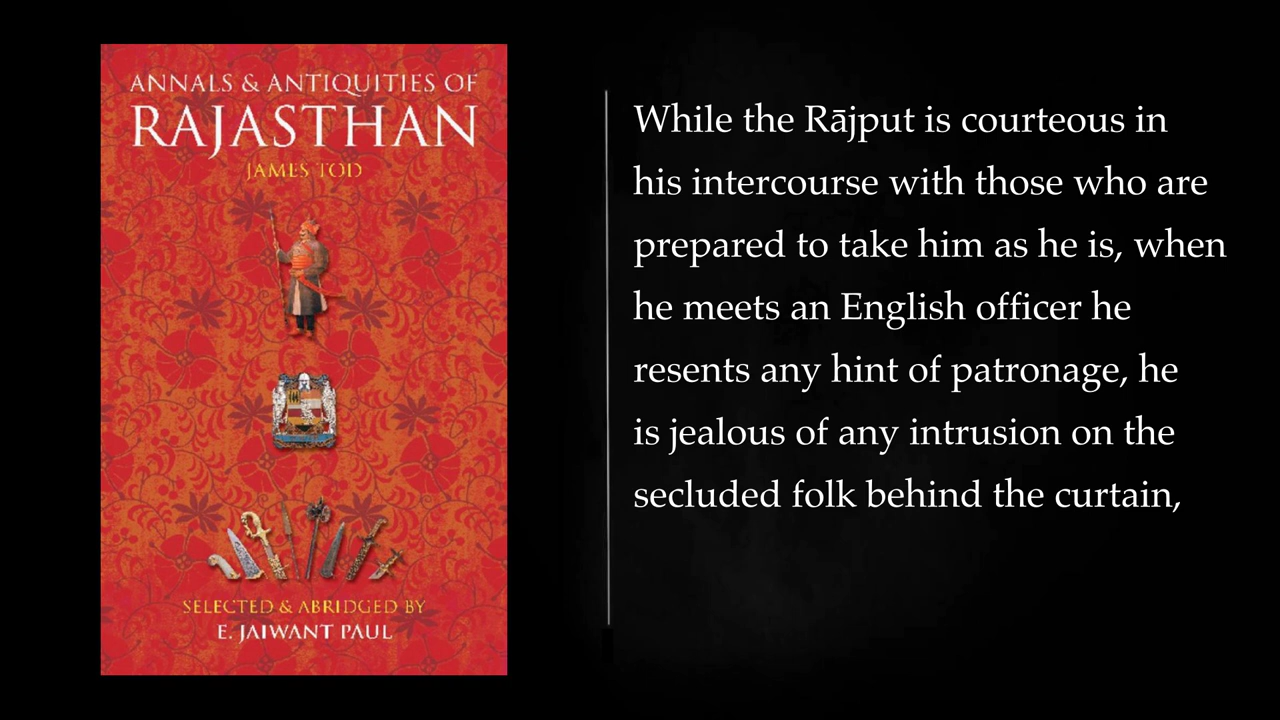 ANNALS & ANTIQUITIES OF
RAJASTHAN
JAMES TOD
SELECTED & ABRIDGED BY
E. JAIWANT PAUL
While the Rājput is courteous in
his intercourse with those who are
prepared to take him as he is, when
he meets an English officer he
resents any hint of patronage, he
is jealous of any intrusion on the
secluded folk behind the curtain,